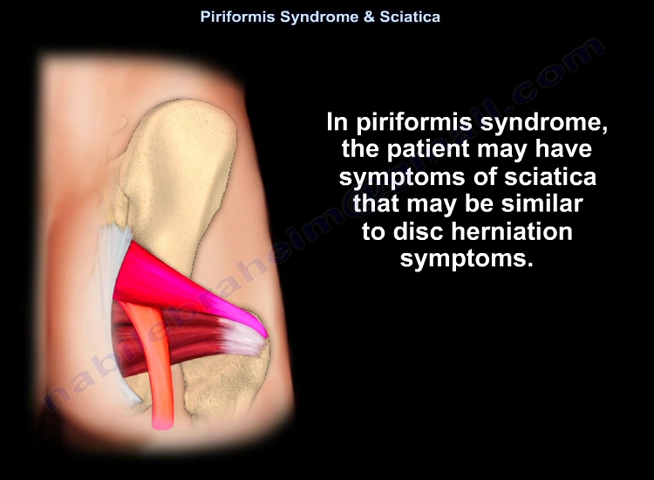 Piriformis Syndrome & Sciatica
In piriformis syndrome,
the patient may have
symptoms of sciatica
that may be similar
to disc herniation
symptoms.